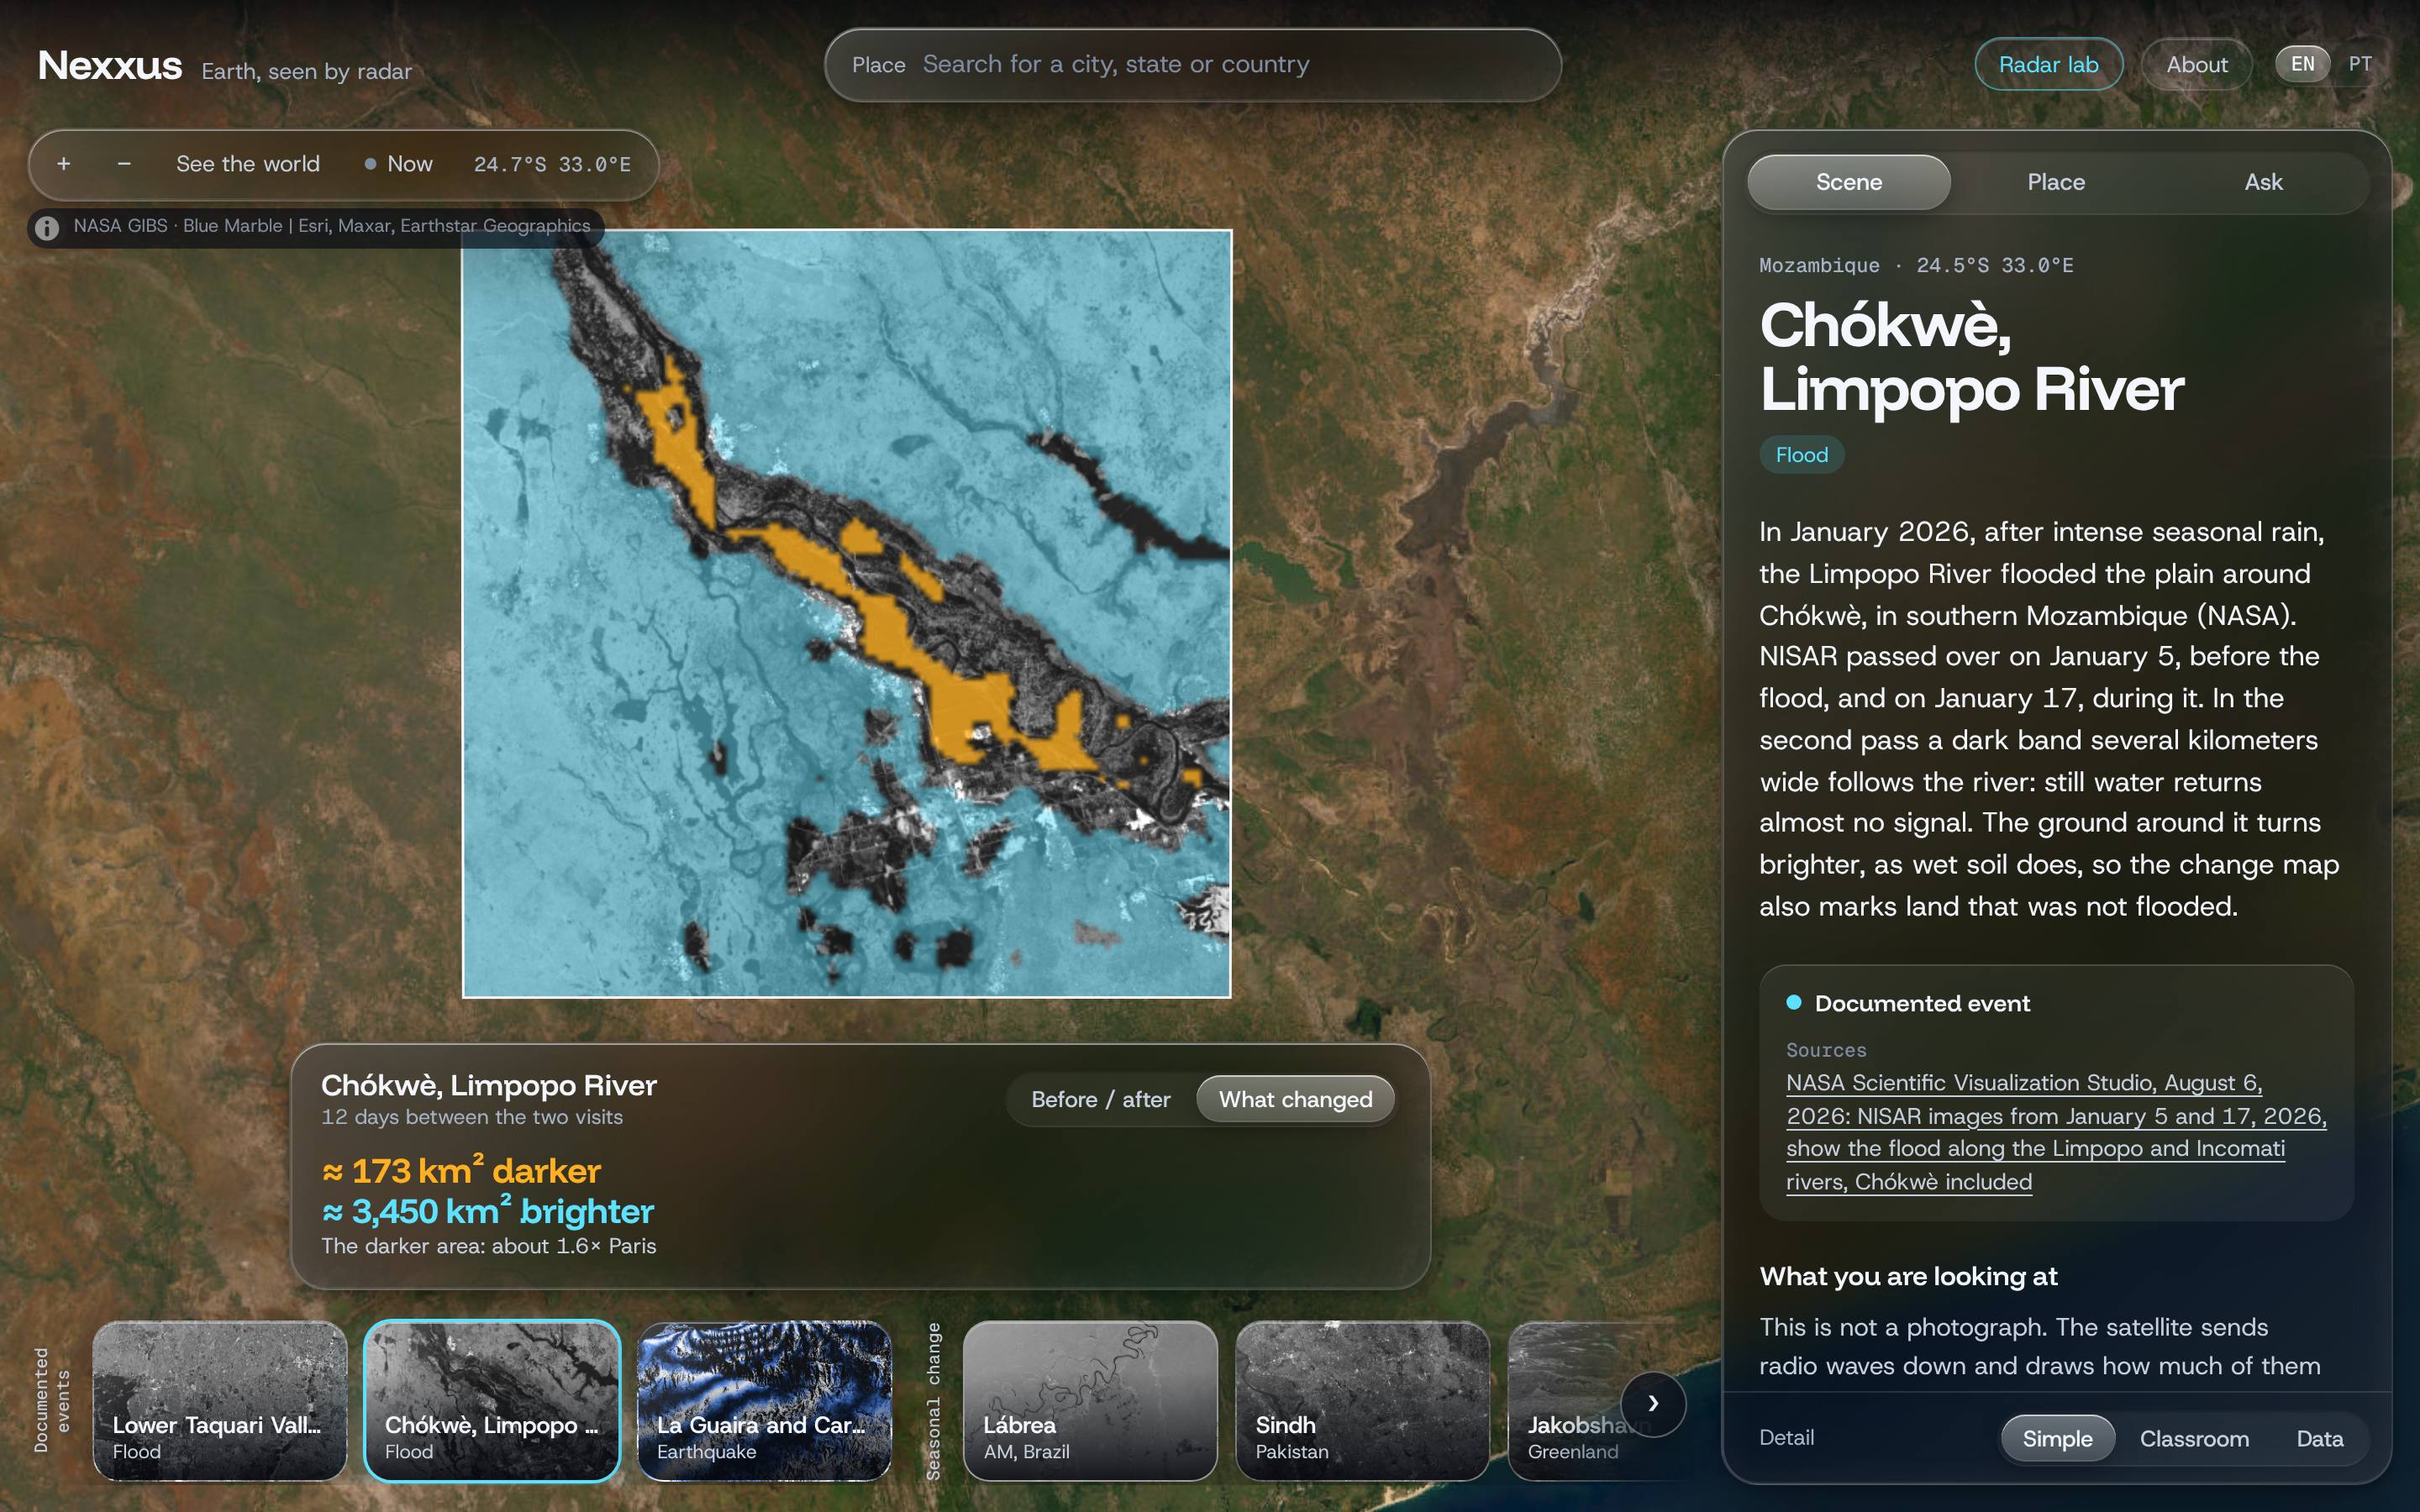 Nexxus Earth, seen by radar
Place Search for a city, state or country
Radar lab About EN PT
+ − See the world Now 24.7°S 33.0°E
NASA GIBS · Blue Marble | Esri, Maxar, Earthstar Geographics
Scene Place Ask
Mozambique · 24.5°S 33.0°E
Chókwè,
Limpopo River
Flood
In January 2026, after intense seasonal rain,
the Limpopo River flooded the plain around
Chókwè, in southern Mozambique (NASA).
NISAR passed over on January 5, before the
flood, and on January 17, during it. In the
second pass a dark band several kilometers
wide follows the river: still water returns
almost no signal. The ground around it turns
brighter, as wet soil does, so the change map
also marks land that was not flooded.
Documented event
Sources
NASA Scientific Visualization Studio, August 6,
2026: NISAR images from January 5 and 17, 2026,
show the flood along the Limpopo and Incomati
rivers, Chókwè included
What you are looking at
This is not a photograph. The satellite sends
radio waves down and draws how much of them
Detail Simple Classroom Data
Chókwè, Limpopo River
12 days between the two visits
Before / after What changed
≈ 173 km² darker
≈ 3,450 km² brighter
The darker area: about 1.6× Paris
Documented
events
Lower Taquari Vall...
Flood
Chókwè, Limpopo ...
Flood
La Guaira and Car...
Earthquake
Seasonal change
Lábrea
AM, Brazil
Sindh
Pakistan
Jakobshavn
Greenland